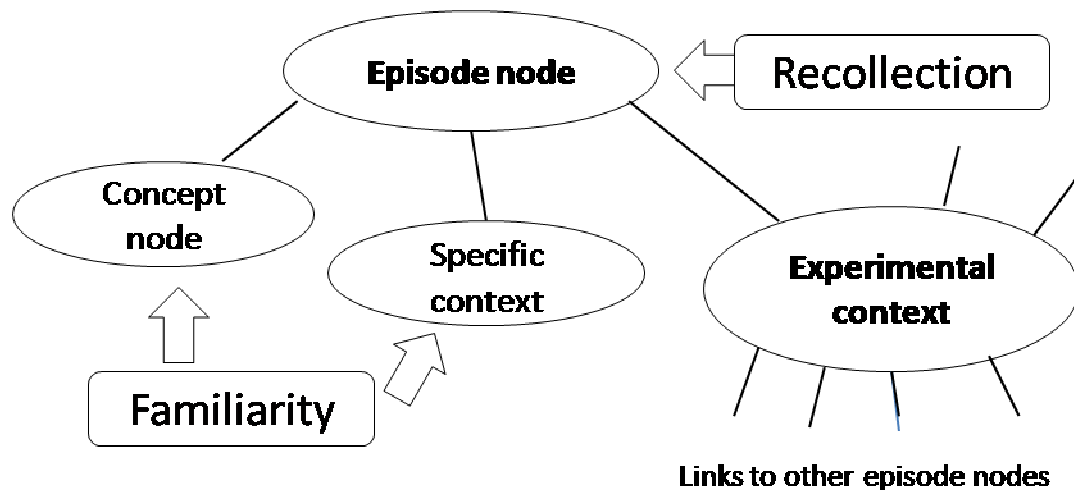 Episode node
Recollection
Concept
node
Specific
context
Experimental
context
Familiarity
Links to other episode nodes